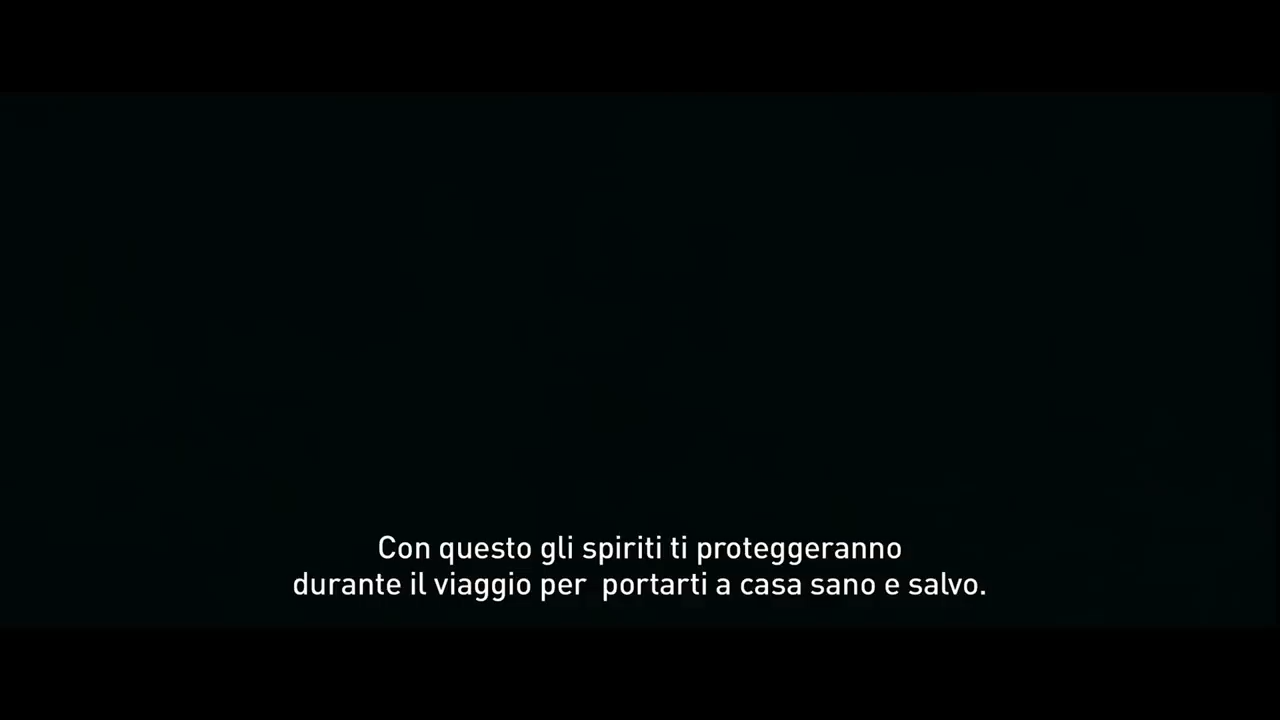 Con questo gli spiriti ti proteggeranno
durante il viaggio per  portarti a casa sano e salvo.